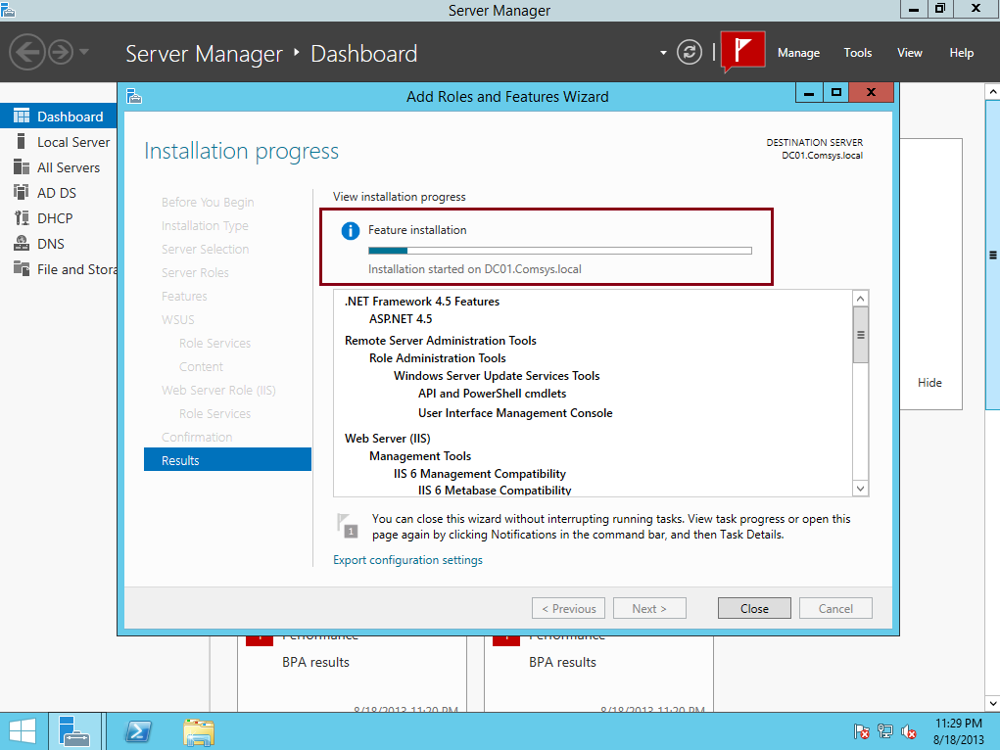 Server Manager
Server Manager ‣ Dashboard
Manage
Tools
View
Help
Dashboard
Local Server
All Servers
AD DS
DHCP
DNS
File and Stora
Add Roles and Features Wizard
Installation progress
DESTINATION SERVER
DC01.Comsys.local
Before You Begin
Installation Type
Server Selection
Server Roles
Features
WSUS
Role Services
Content
Web Server Role (IIS)
Role Services
Confirmation
Results
View installation progress
Feature installation
Installation started on DC01.Comsys.local
.NET Framework 4.5 Features
ASP.NET 4.5
Remote Server Administration Tools
Role Administration Tools
Windows Server Update Services Tools
API and PowerShell cmdlets
User Interface Management Console
Web Server (IIS)
Management Tools
IIS 6 Management Compatibility
IIS 6 Metabase Compatibility
1
You can close this wizard without interrupting running tasks. View task progress or open this
page again by clicking Notifications in the command bar, and then Task Details.
Export configuration settings
< Previous
Next >
Close
Cancel
Hide
Performance
BPA results
8/18/2013 11:20 PM
Performance
BPA results
8/18/2013 11:20 PM
11:29 PM
8/18/2013